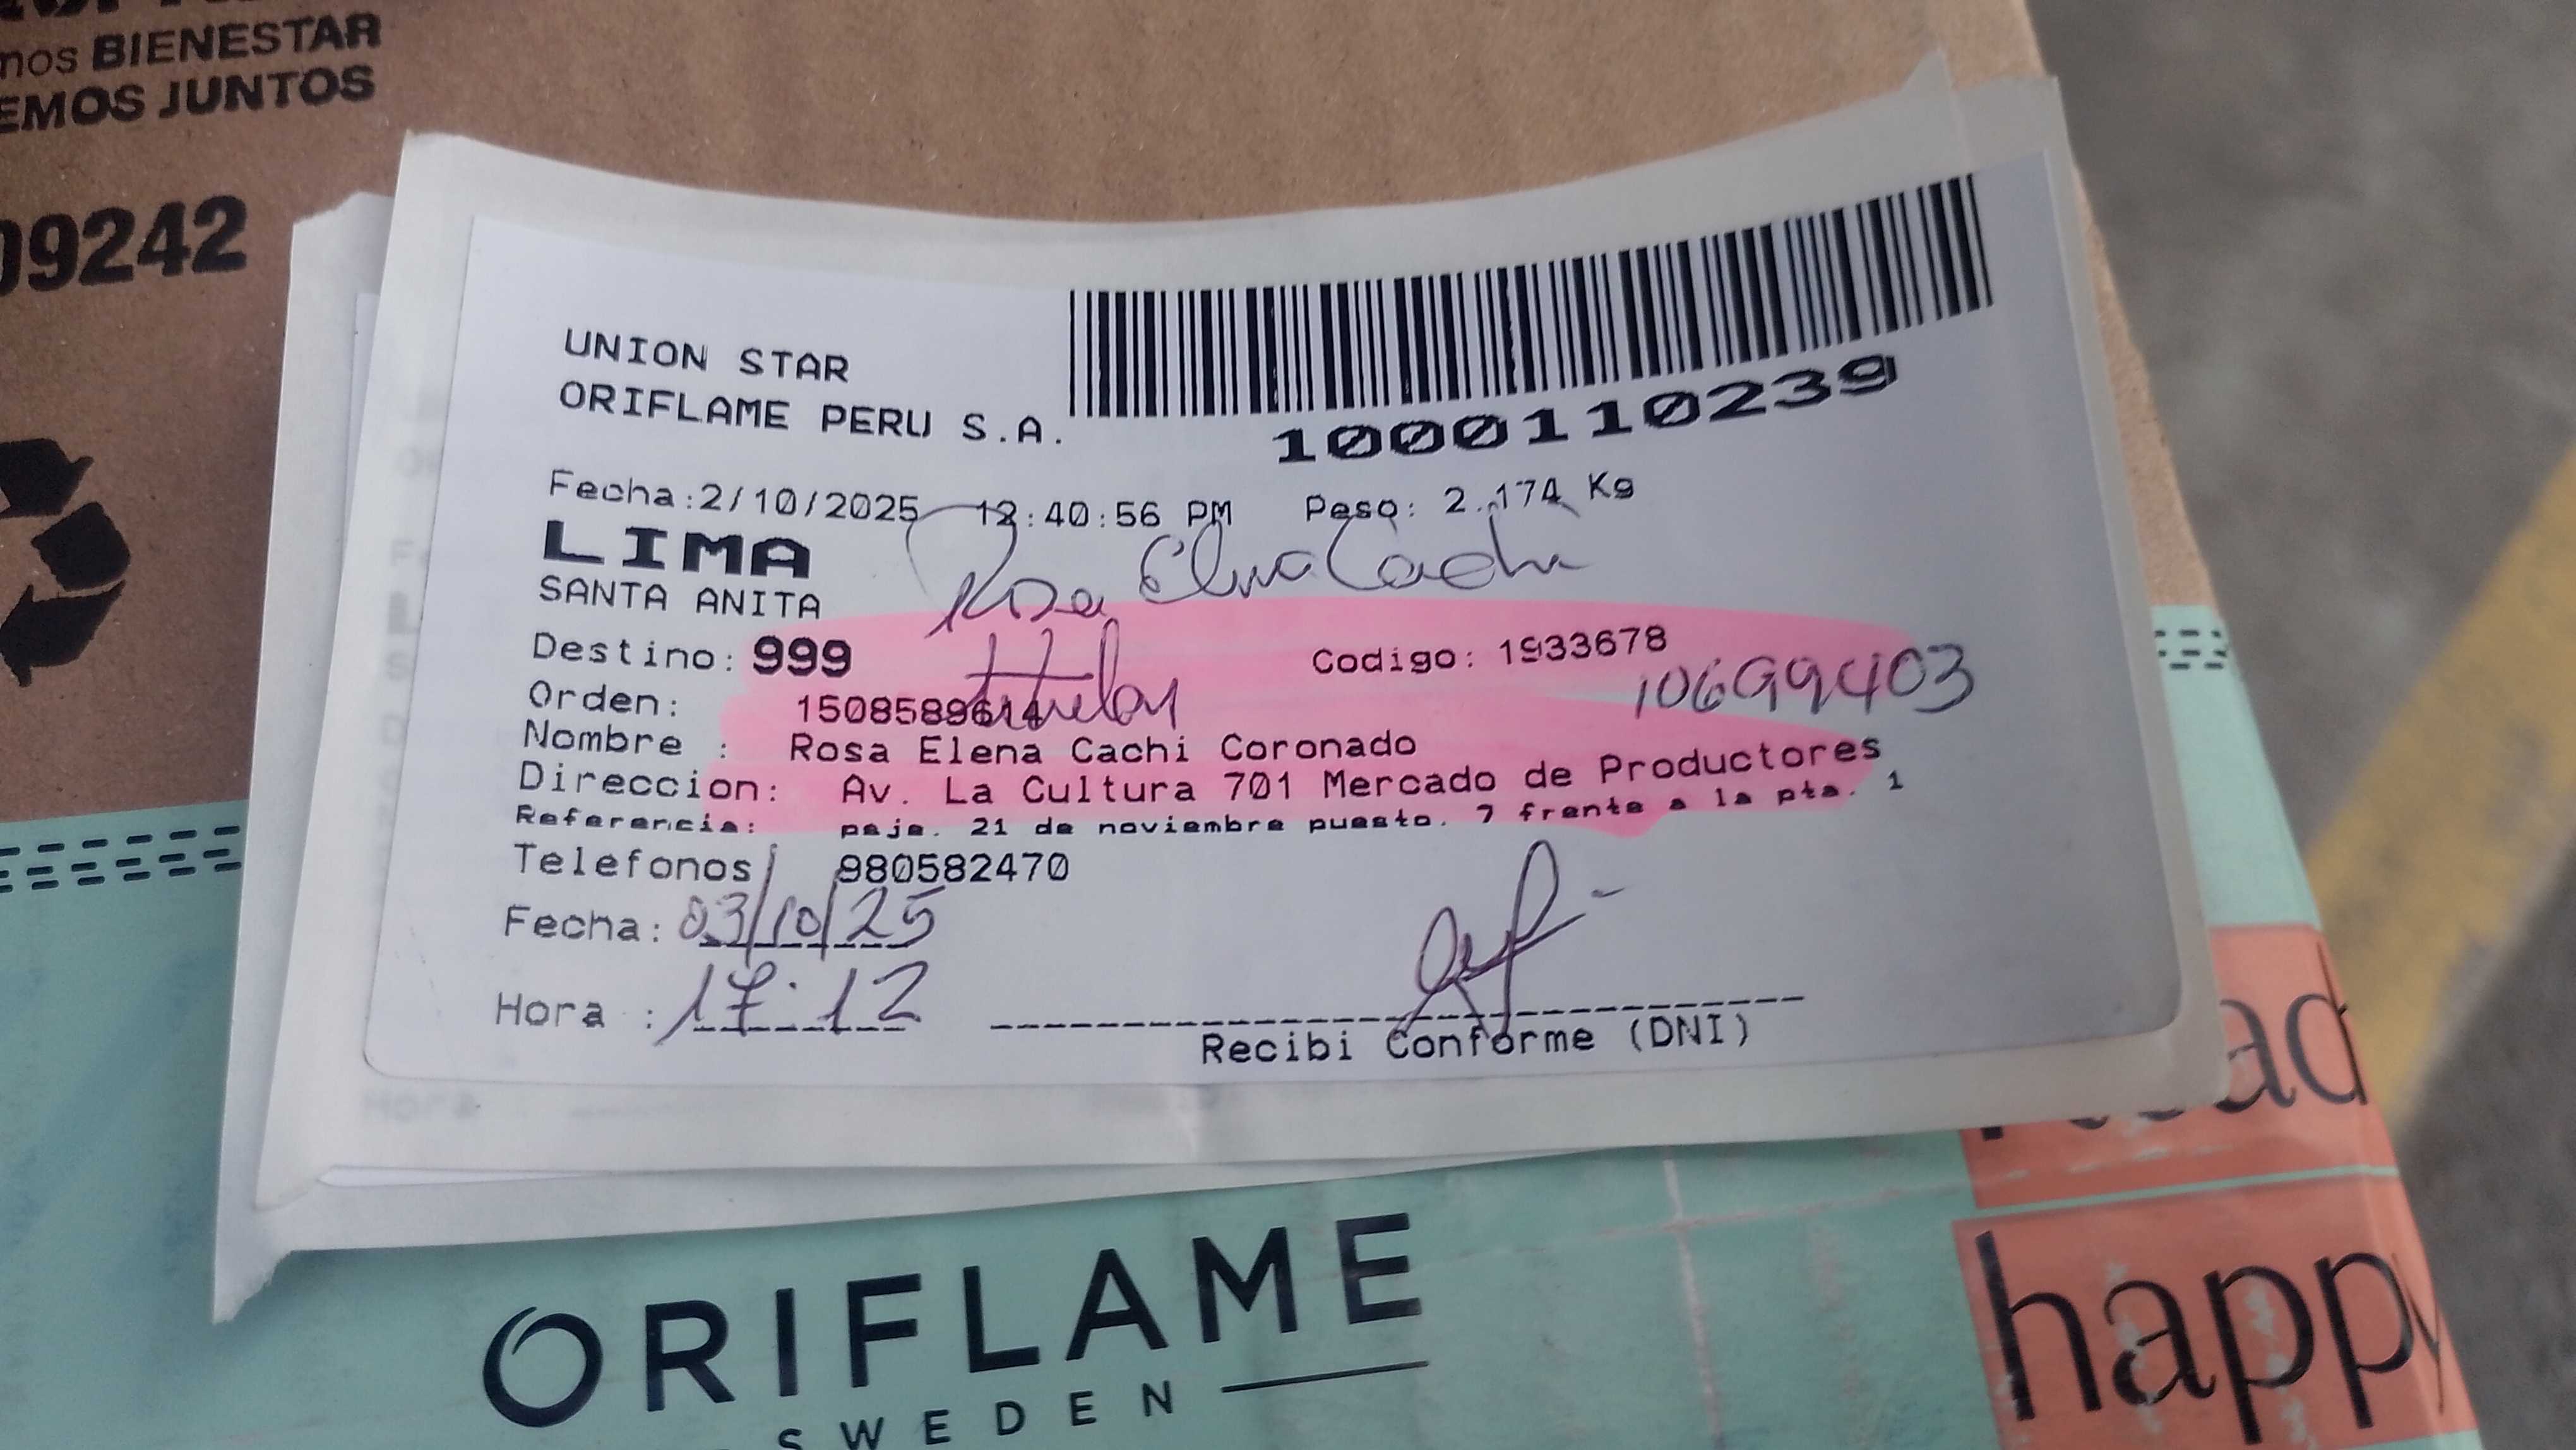 mos BIENESTAR
EMOS JUNTOS
09242
UNION STAR
ORIFLAME PERU S.A.
1000110239
Fecha:2/10/2025 12:40:56 PM Peso: 2.174 Kg
LIMA
SANTA ANITA
Rosa Elena Cachi
titular
Destino: 999 Codigo: 1933678
10699403
Orden: 1508589614
Nombre : Rosa Elena Cachi Coronado
Direccion: Av. La Cultura 701 Mercado de Productores
Referencia: paje. 21 de noviembre puesto. 7 frente a la pta. 1
Telefonos 980582470
Fecha: 03/10/25
Hora : 17:12
Recibi Conforme (DNI)
ORIFLAME
SWEDEN
happy